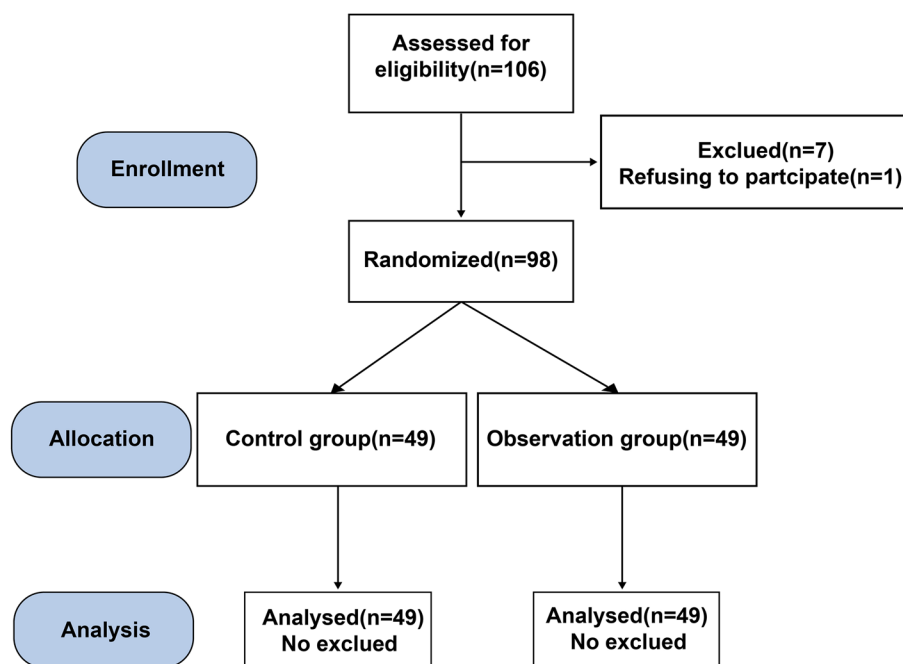 Assessed for
eligibility(n=106)
Enrollment
Exclued(n=7)
Refusing to partcipate(n=1)
Randomized(n=98)
Allocation
Control group(n=49)
Observation group(n=49)
Analysis
Analysed(n=49)
No exclued
Analysed(n=49)
No exclued